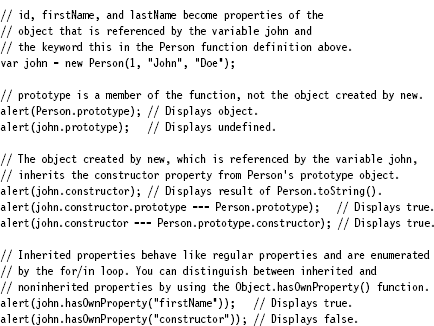 // id, firstName, and lastName become properties of the
// object that is referenced by the variable john and
// the keyword this in the Person function definition above.
var john = new Person(1, "John", "Doe");
// prototype is a member of the function, not the object created by new.
alert(Person.prototype); // Displays object.
alert(john.prototype);   // Displays undefined.
// The object created by new, which is referenced by the variable john,
// inherits the constructor property from Person's prototype object.
alert(john.constructor); // Displays result of Person.toString().
alert(john.constructor.prototype === Person.prototype);   // Displays true.
alert(john.constructor === Person.prototype.constructor); // Displays true.
// Inherited properties behave like regular properties and are enumerated
// by the for/in loop. You can distinguish between inherited and
// noninherited properties by using the Object.hasOwnProperty() function.
alert(john.hasOwnProperty("firstName"));   // Displays true.
alert(john.hasOwnProperty("constructor")); // Displays false.